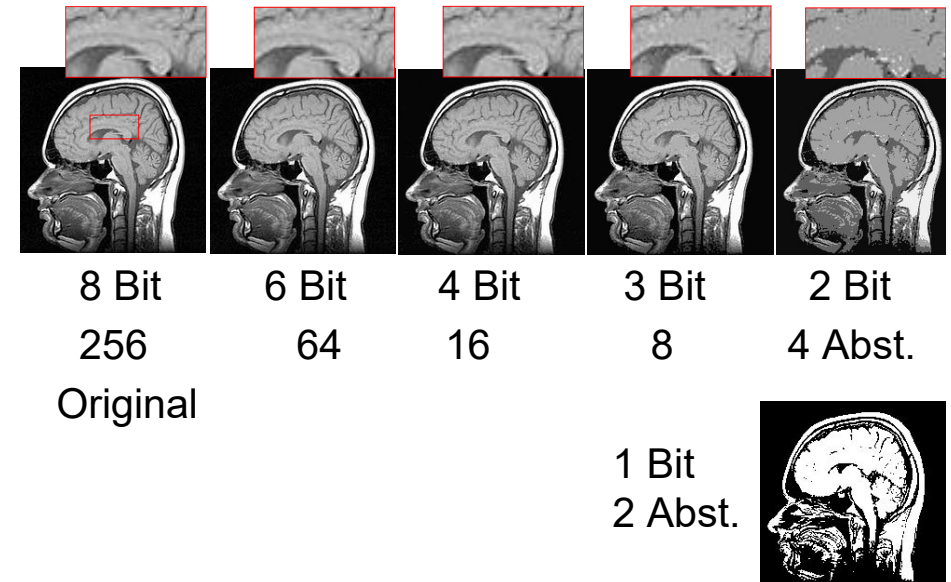 8 Bit 6 Bit 4 Bit 3 Bit 2 Bit
256 64 16 8 4 Abst.
Original
1 Bit
2 Abst.